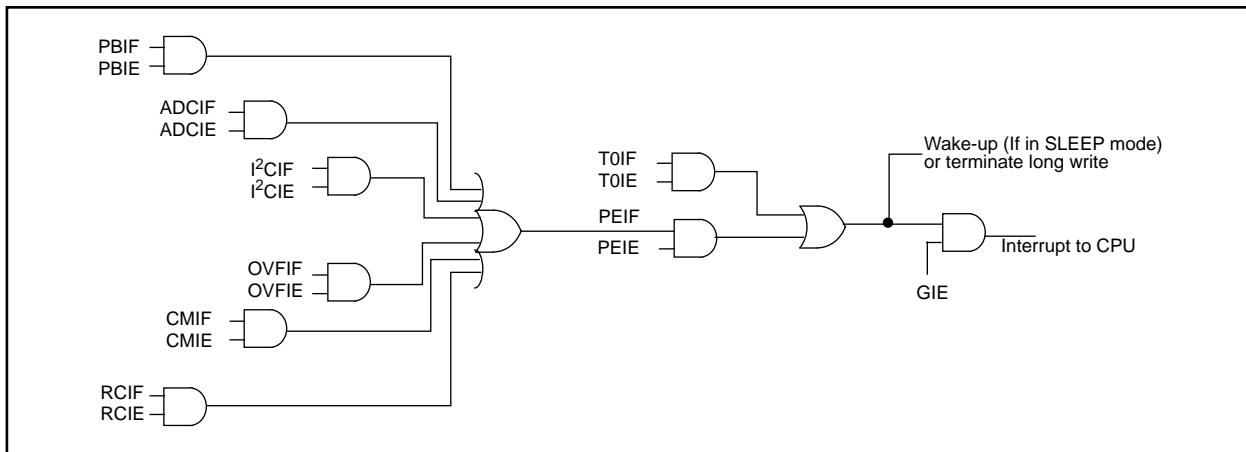 PBIF
PBIE
ADCIF
ADCIE
I²CIF
I²CIE
OVFIF
OVFIE
CMIF
CMIE
RCIF
RCIE
T0IF
T0IE
PEIF
PEIE
Wake-up (If in SLEEP mode)
or terminate long write
Interrupt to CPU
GIE